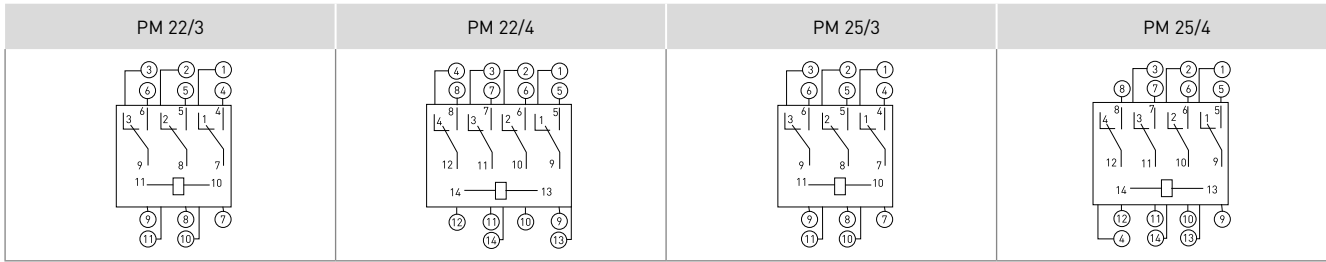 PM 22/3 PM 22/4 PM 25/3 PM 25/4
3 2 1 4 3 2 1 3 2 1 3 2 1
6 5 4 8 7 6 5 6 5 4 8 7 6 5
6 5 4 8 7 6 5 6 5 4 8 7 6 5
3 2 1 4 3 2 1 3 2 1 4 3 2 1
9 8 7 12 11 10 9 9 8 7 12 11 10 9
11 10 14 13 11 10 14 13
9 8 7 12 11 10 9 9 8 7 12 11 10 9
11 10 14 13 11 10 4 14 13